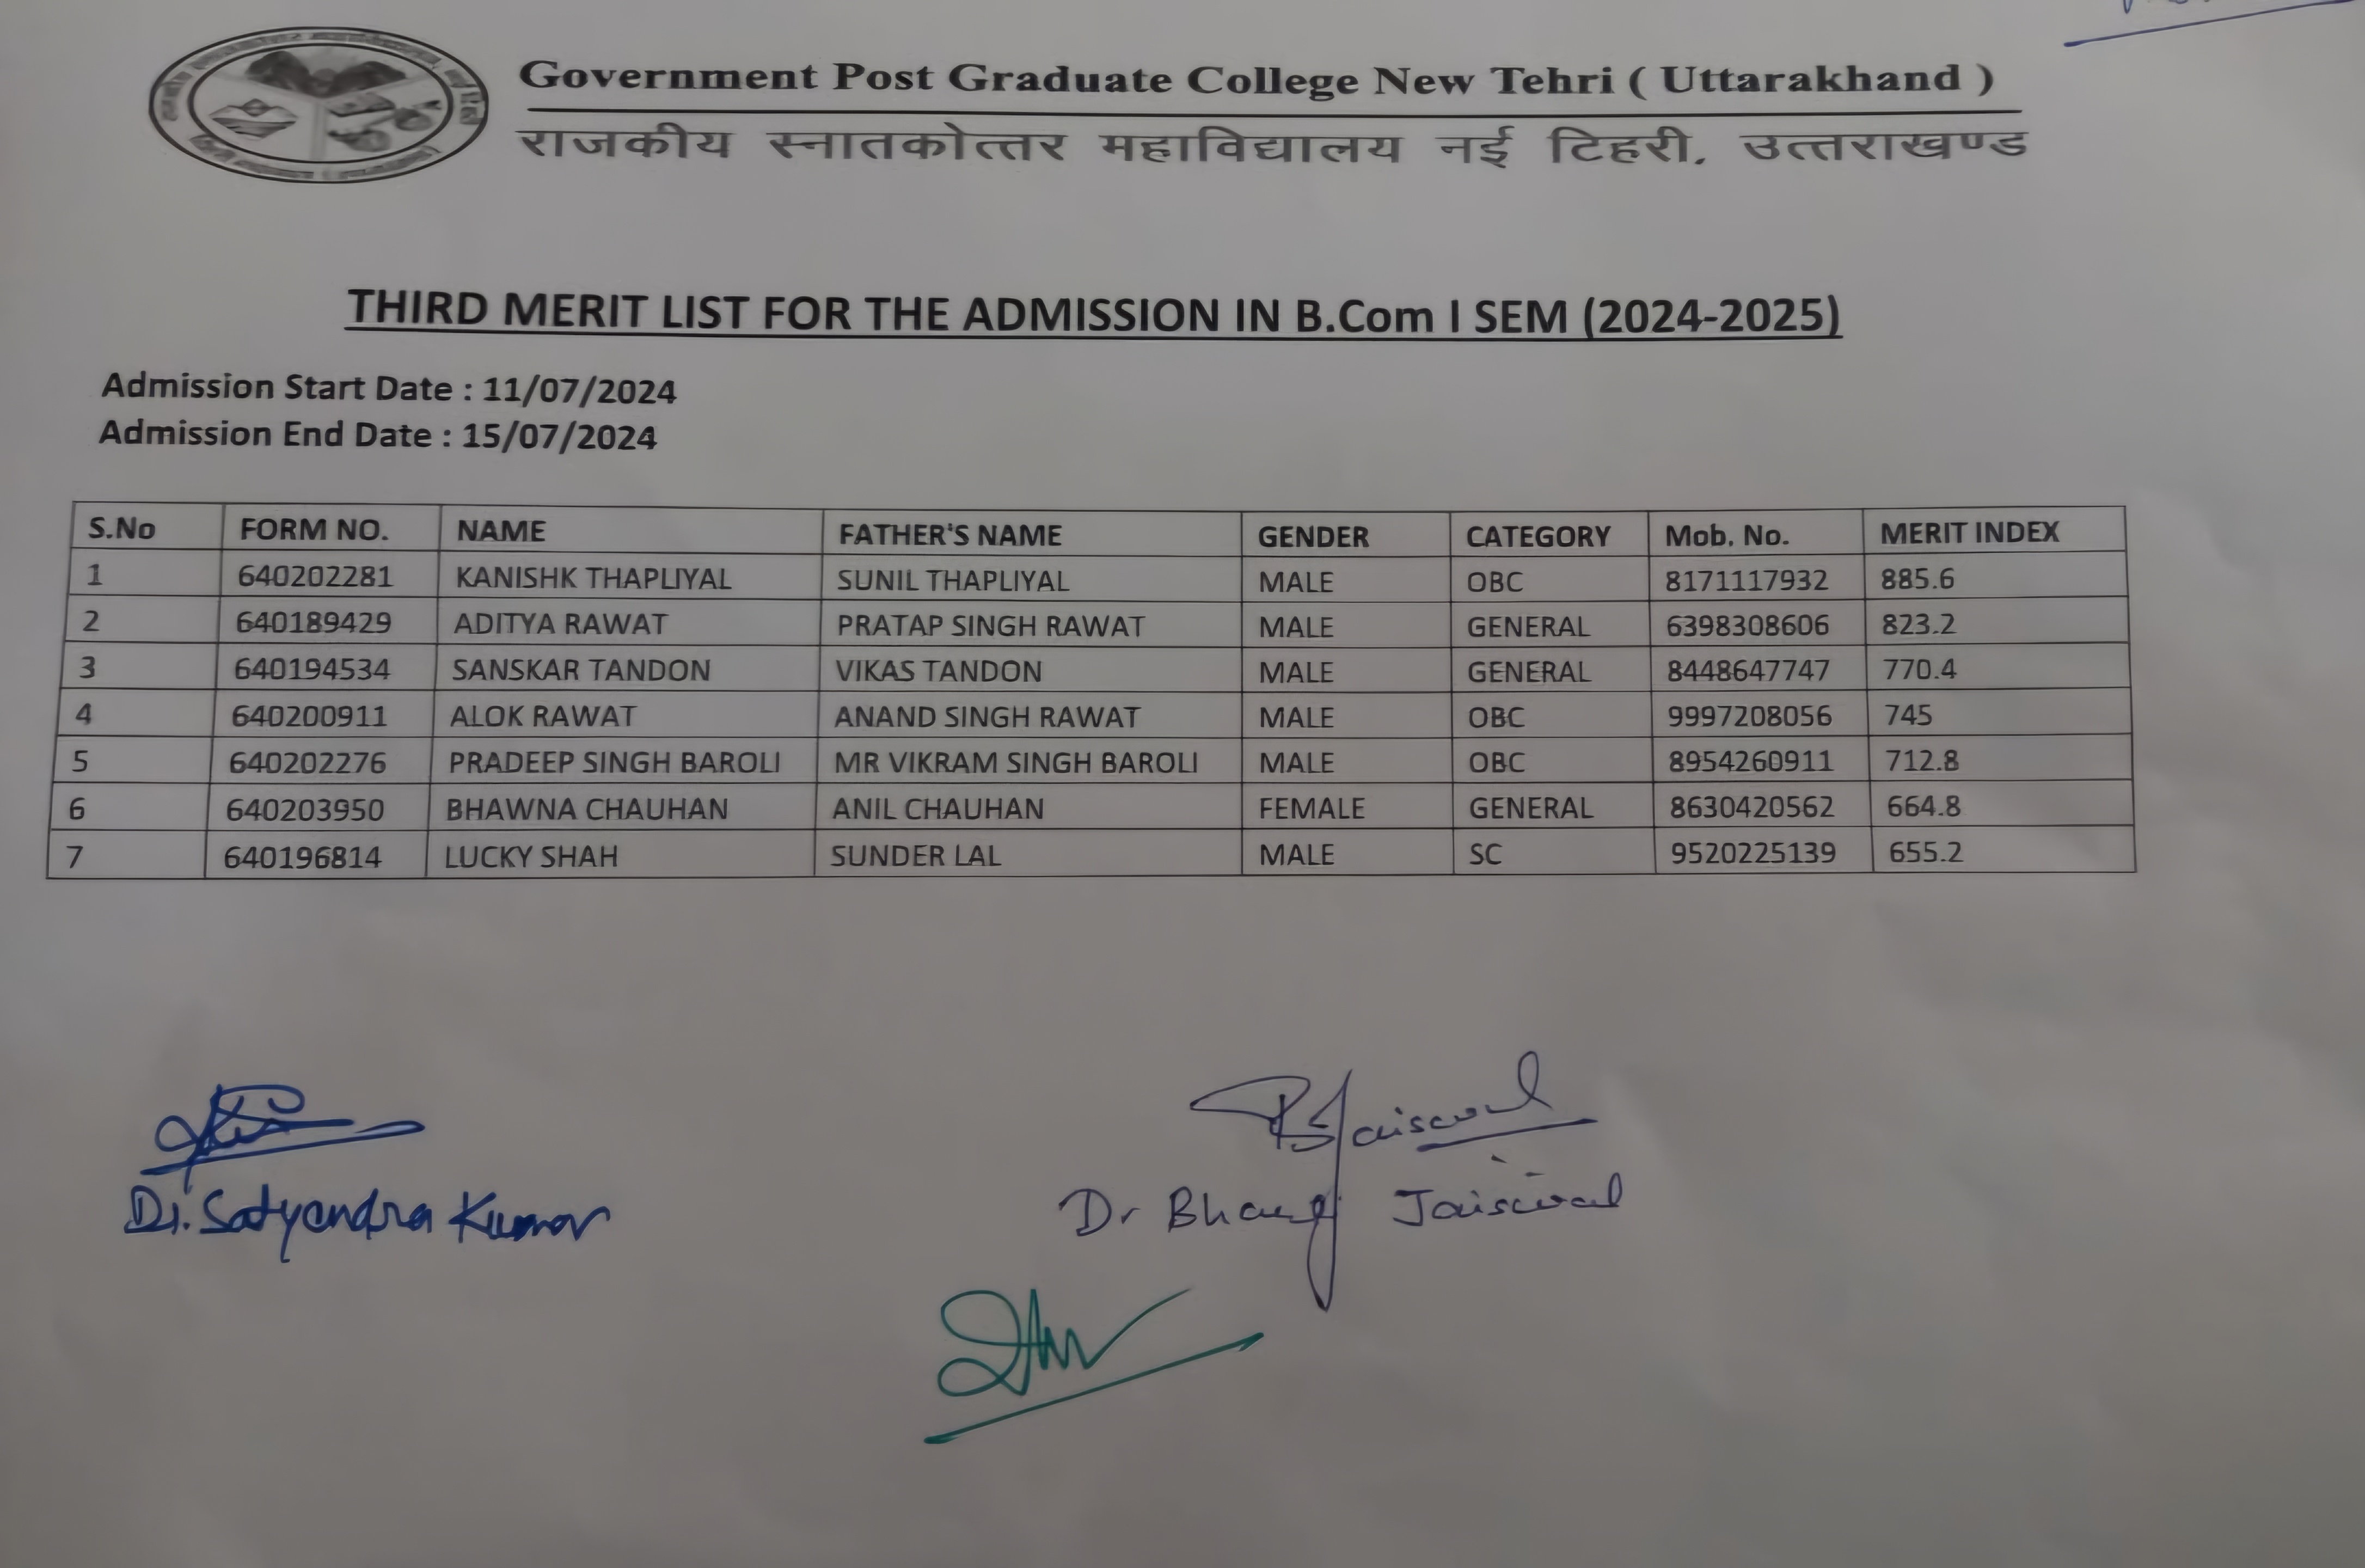 Government Post Graduate College New Tehri ( Uttarakhand )
राजकीय स्नातकोत्तर महाविद्यालय नई टिहरी, उत्तराखण्ड
THIRD MERIT LIST FOR THE ADMISSION IN B.Com I SEM (2024-2025)
Admission Start Date : 11/07/2024
Admission End Date : 15/07/2024
S.No FORM NO. NAME FATHER'S NAME GENDER CATEGORY Mob. No. MERIT INDEX
1 640202281 KANISHK THAPLIYAL SUNIL THAPLIYAL MALE OBC 8171117932 885.6
2 640189429 ADITYA RAWAT PRATAP SINGH RAWAT MALE GENERAL 6398308606 823.2
3 640194534 SANSKAR TANDON VIKAS TANDON MALE GENERAL 8448647747 770.4
4 640200911 ALOK RAWAT ANAND SINGH RAWAT MALE OBC 9997208056 745
5 640202276 PRADEEP SINGH BAROLI MR VIKRAM SINGH BAROLI MALE OBC 8954260911 712.8
6 640203950 BHAWNA CHAUHAN ANIL CHAUHAN FEMALE GENERAL 8630420562 664.8
7 640196814 LUCKY SHAH SUNDER LAL MALE SC 9520225139 655.2
Dr. Satyendra Kumar
Dr Jaiswal